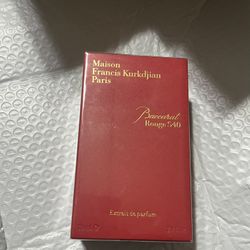 Maison
Francis Kurkdjian
Paris
Baccarat
Rouge 540
Extrait de parfum